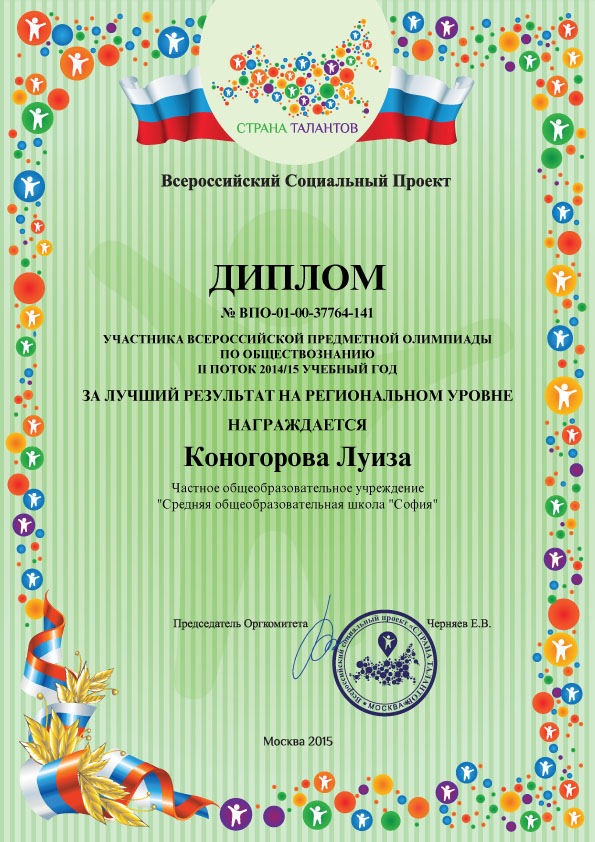 СТРАНА ТАЛАНТОВ
Всероссийский Социальный Проект
ДИПЛОМ
№ ВПО-01-00-37764-141
УЧАСТНИКА ВСЕРОССИЙСКОЙ ПРЕДМЕТНОЙ ОЛИМПИАДЫ
ПО ОБЩЕСТВОЗНАНИЮ
II ПОТОК 2014/15 УЧЕБНЫЙ ГОД
ЗА ЛУЧШИЙ РЕЗУЛЬТАТ НА РЕГИОНАЛЬНОМ УРОВНЕ
НАГРАЖДАЕТСЯ
Коногорова Луиза
Частное общеобразовательное учреждение
"Средняя общеобразовательная школа "София"
Председатель Оргкомитета Черняев Е.В.
Всероссийский социальный проект «СТРАНА ТАЛАНТОВ»
МОСКВА
Москва 2015